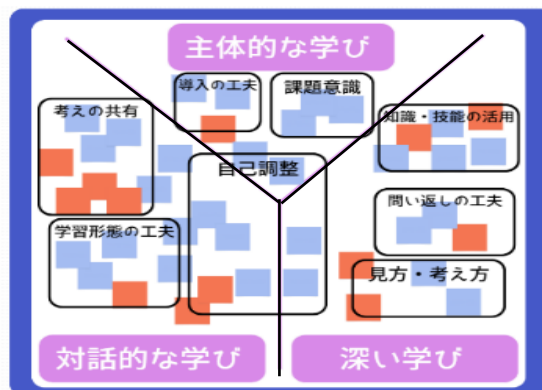 主体的な学び
導入の工夫
課題意識
考えの共有
知識・技能の活用
自己調整
問い返しの工夫
学習形態の工夫
見方・考え方
対話的な学び
深い学び